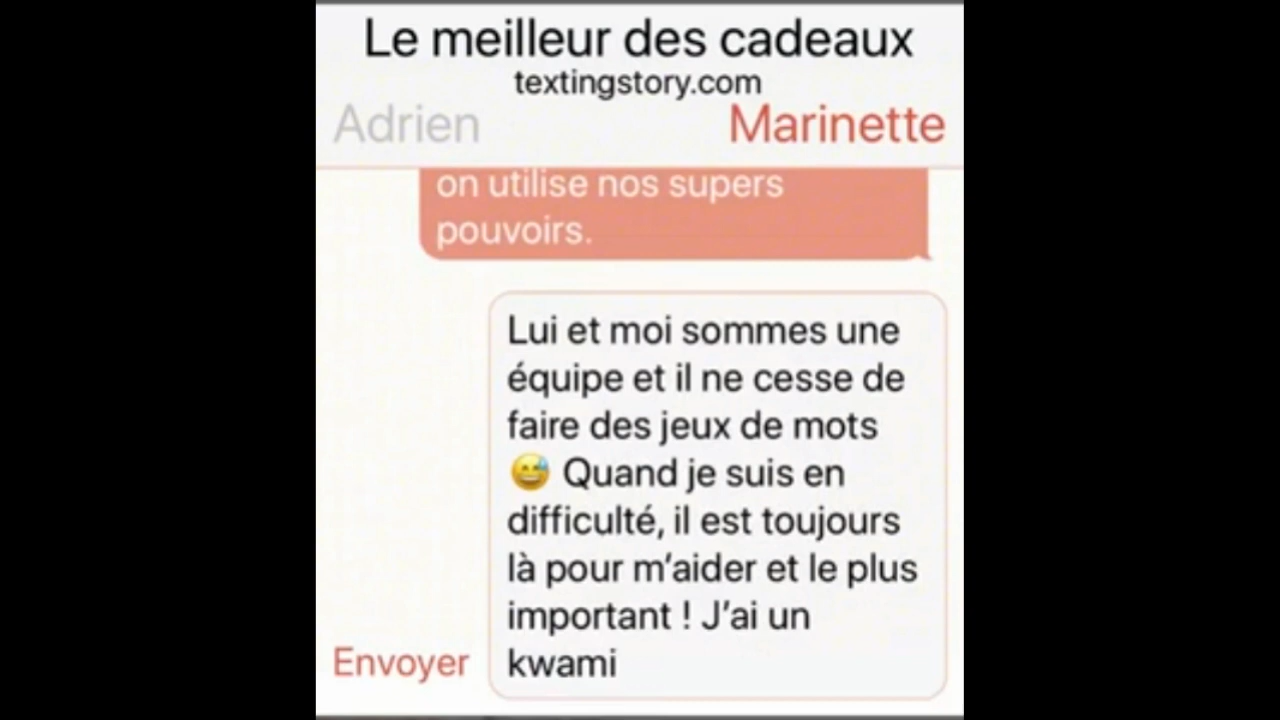 Le meilleur des cadeaux
textingstory.com
Adrien
Marinette
on utilise nos supers
pouvoirs.
Lui et moi sommes une
équipe et il ne cesse de
faire des jeux de mots
😅 Quand je suis en
difficulté, il est toujours
là pour m’aider et le plus
important ! J’ai un
kwami
Envoyer